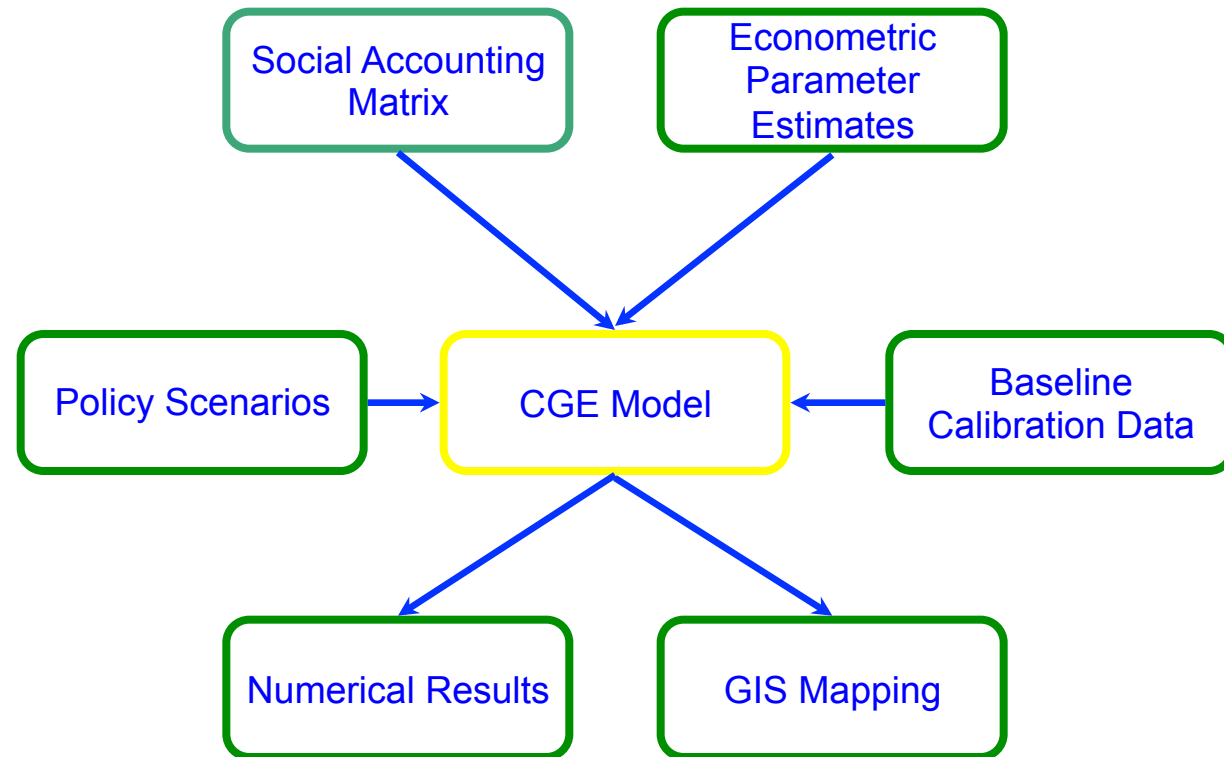 Social Accounting
Matrix
Econometric
Parameter
Estimates
Policy Scenarios
CGE Model
Baseline
Calibration Data
Numerical Results
GIS Mapping